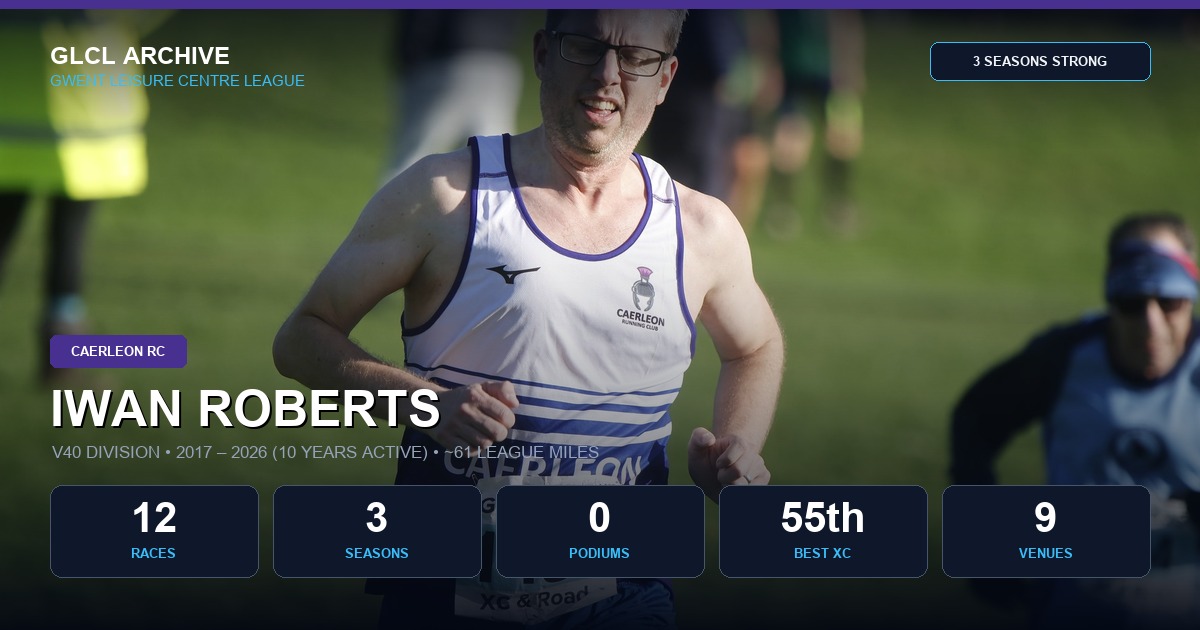 GLCL ARCHIVE
GWENT LEISURE CENTRE LEAGUE
3 SEASONS STRONG
CAERLEON
RUNNING CLUB
CAERLEON RC
IWAN ROBERTS
V40 DIVISION • 2017 – 2026 (10 YEARS ACTIVE) • ~61 LEAGUE MILES
CAERLEON
12
RACES
3
SEASONS
0
PODIUMS
55th
BEST XC
9
VENUES
XC & Road